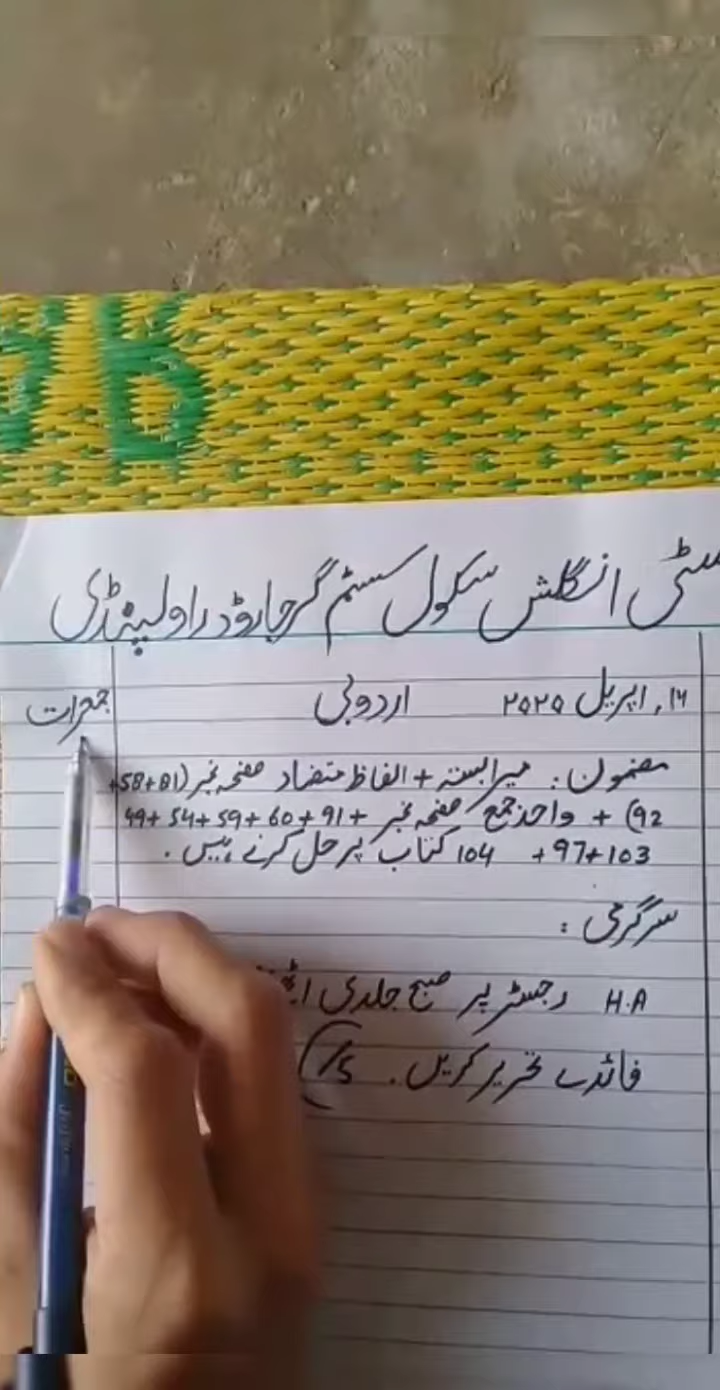 سٹی انگلش سکول سسٹم گرجا روڈ راولپنڈی
۱۶، اپریل ۲۰۲۰ اردو بی جمعرات
مضمون: میرا بستہ + الفاظ متضاد صفحہ نمبر (81+58+
92) + واحد جمع صفحہ نمبر +91+60+59+54+49
103+97+ 104 کتاب پر حل کرنے ہیں.
سرگرمی:
H.A رجسٹر پر صبح جلدی
فائدے تحریر کریں. (/5